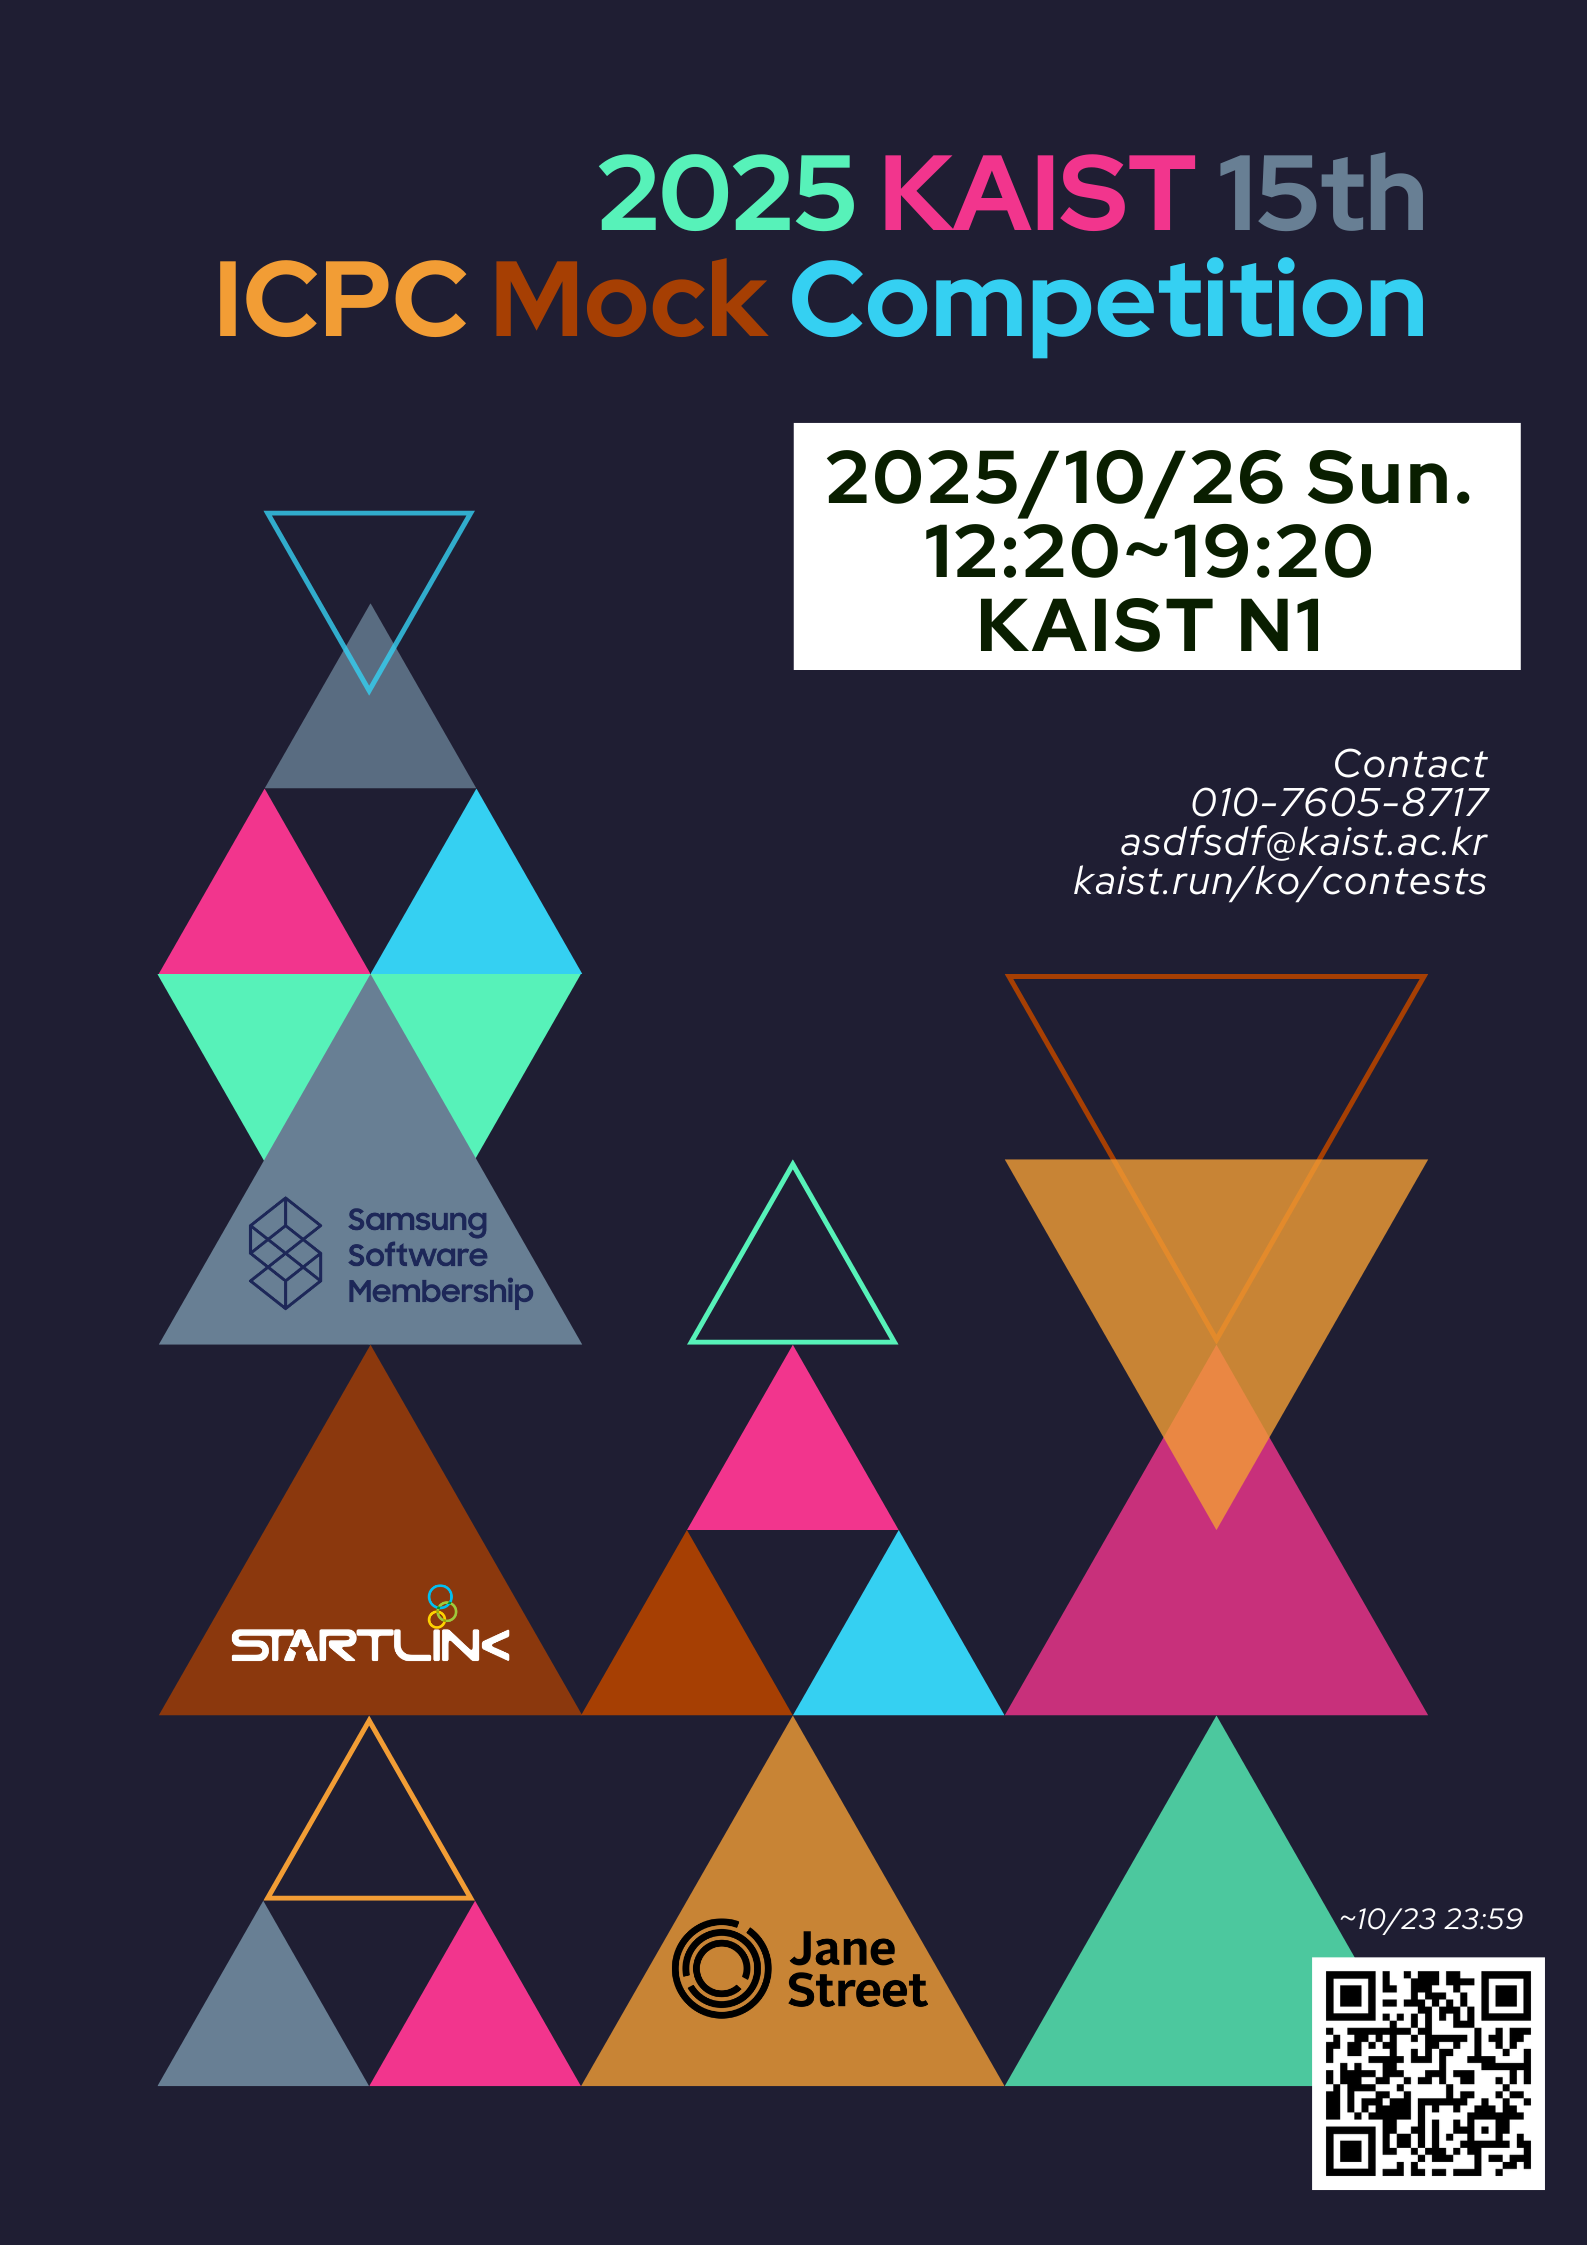 2025 KAIST 15th
ICPC Mock Competition
2025/10/26 Sun.
12:20~19:20
KAIST N1
Contact
010-7605-8717
asdfsdf@kaist.ac.kr
kaist.run/ko/contests
Samsung
Software
Membership
STARTLINK
Jane
Street
~10/23 23:59